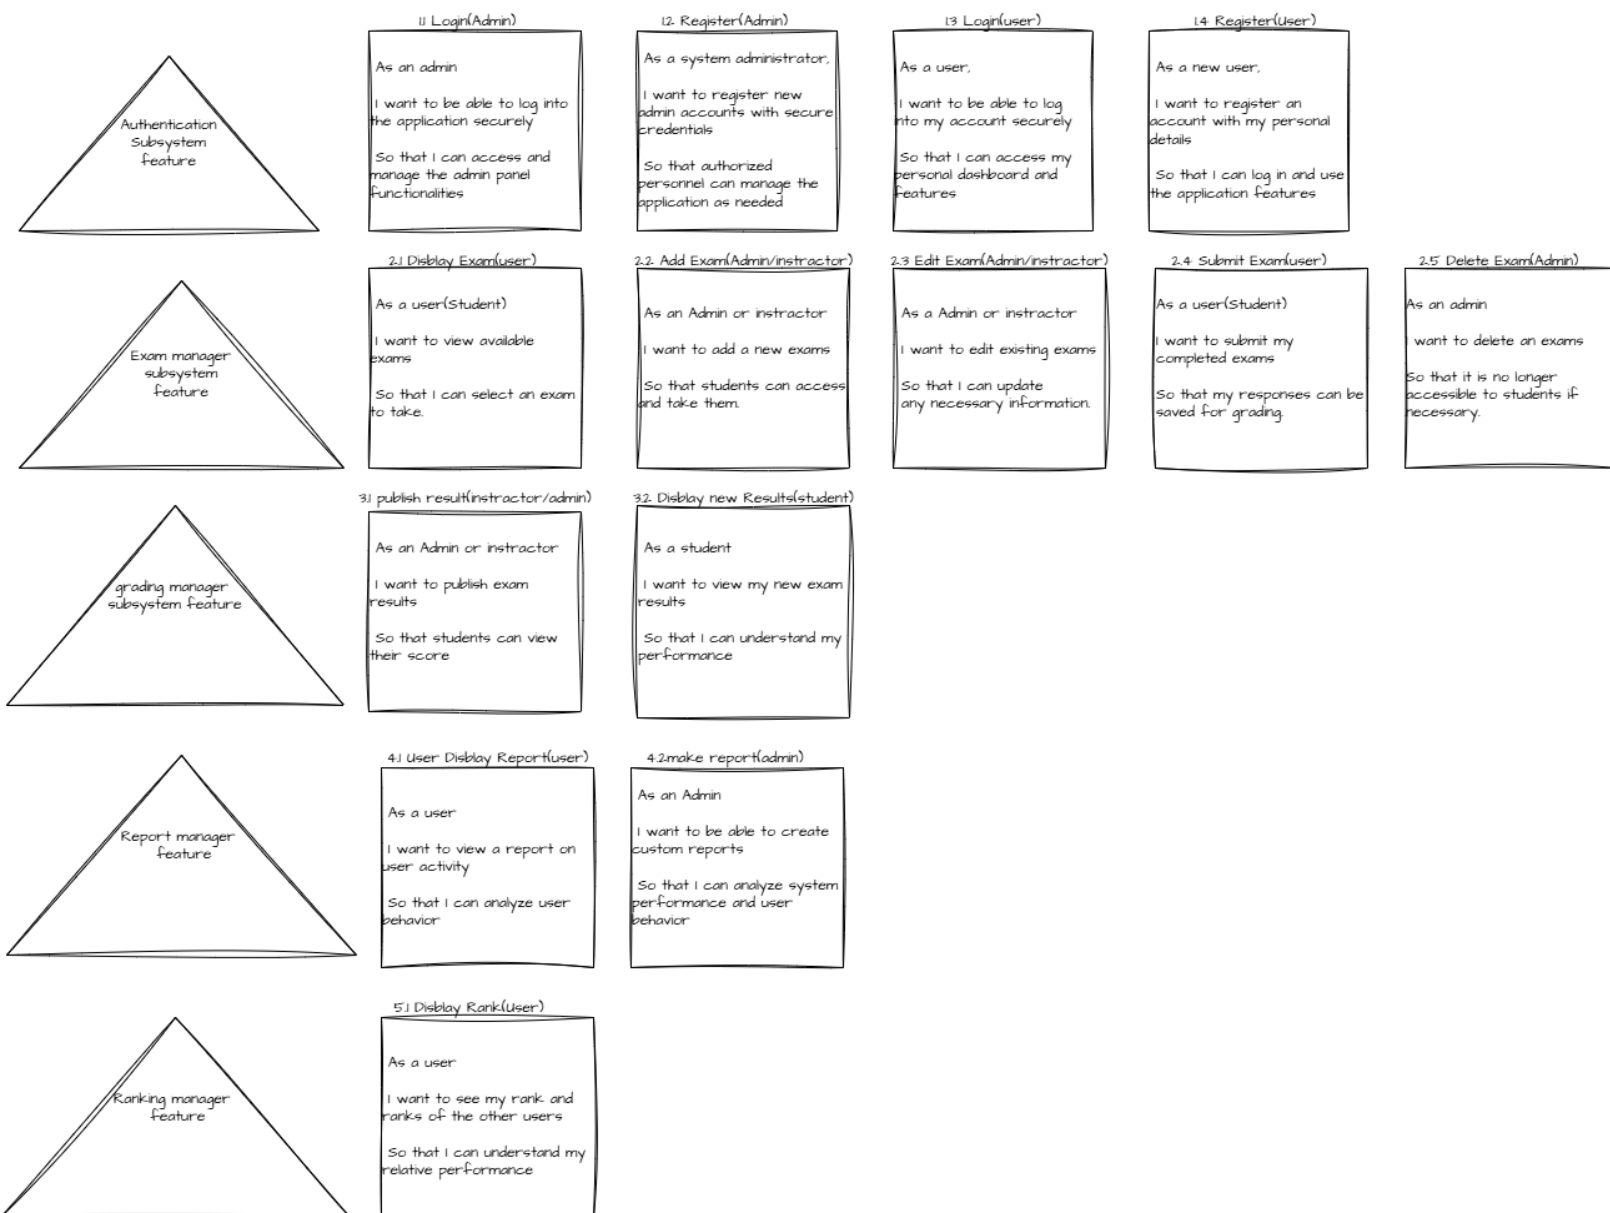 1.1 Login(Admin)
1.2 Register(Admin)
1.3 Login(user)
1.4 Register(User)
Authentication
Subsystem
feature
As an admin
I want to be able to log into
the application securely
So that I can access and
manage the admin panel
functionalities
As a system administrator,
I want to register new
admin accounts with secure
credentials
So that authorized
personnel can manage the
application as needed
As a user,
I want to be able to log
into my account securely
So that I can access my
personal dashboard and
features
As a new user,
I want to register an
account with my personal
details
So that I can log in and use
the application features
2.1 Disblay Exam(user)
2.2 Add Exam(Admin/instractor)
2.3 Edit Exam(Admin/instractor)
2.4 Submit Exam(user)
2.5 Delete Exam(Admin)
Exam manager
subsystem
feature
As a user(Student)
I want to view available
exams
So that I can select an exam
to take.
As an Admin or instractor
I want to add a new exams
So that students can access
and take them.
As a Admin or instractor
I want to edit existing exams
So that I can update
any necessary information.
As a user(Student)
I want to submit my
completed exams
So that my responses can be
saved for grading.
As an admin
I want to delete an exams
So that it is no longer
accessible to students if
necessary.
3.1 publish result(instractor/admin)
3.2 Disblay new Results(student)
grading manager
subsystem feature
As an Admin or instractor
I want to publish exam
results
So that students can view
their score
As a student
I want to view my new exam
results
So that I can understand my
performance
4.1 User Disblay Report(user)
4.2make report(admin)
Report manager
feature
As a user
I want to view a report on
user activity
So that I can analyze user
behavior
As an Admin
I want to be able to create
custom reports
So that I can analyze system
performance and user
behavior
5.1 Disblay Rank(User)
Ranking manager
feature
As a user
I want to see my rank and
ranks of the other users
So that I can understand my
relative performance